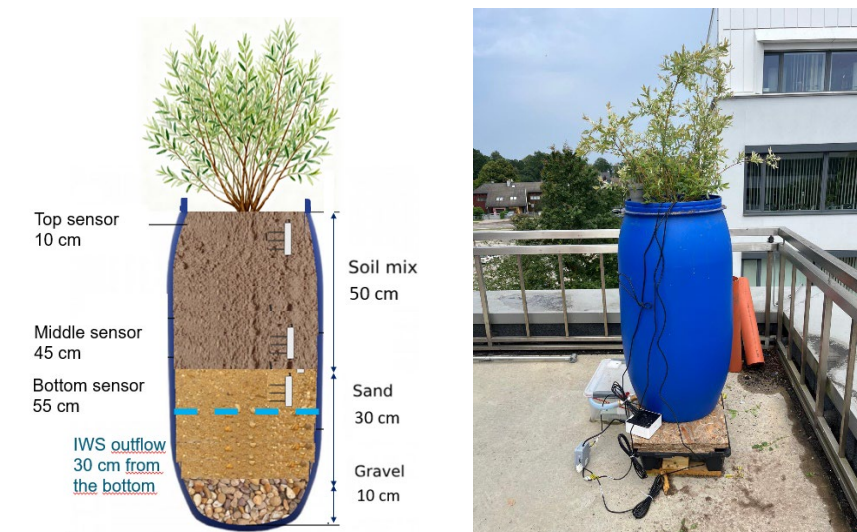 Top sensor
10 cm
Soil mix
50 cm
Middle sensor
45 cm
Bottom sensor
55 cm
Sand
30 cm
IWS outflow
30 cm from
the bottom
Gravel
10 cm